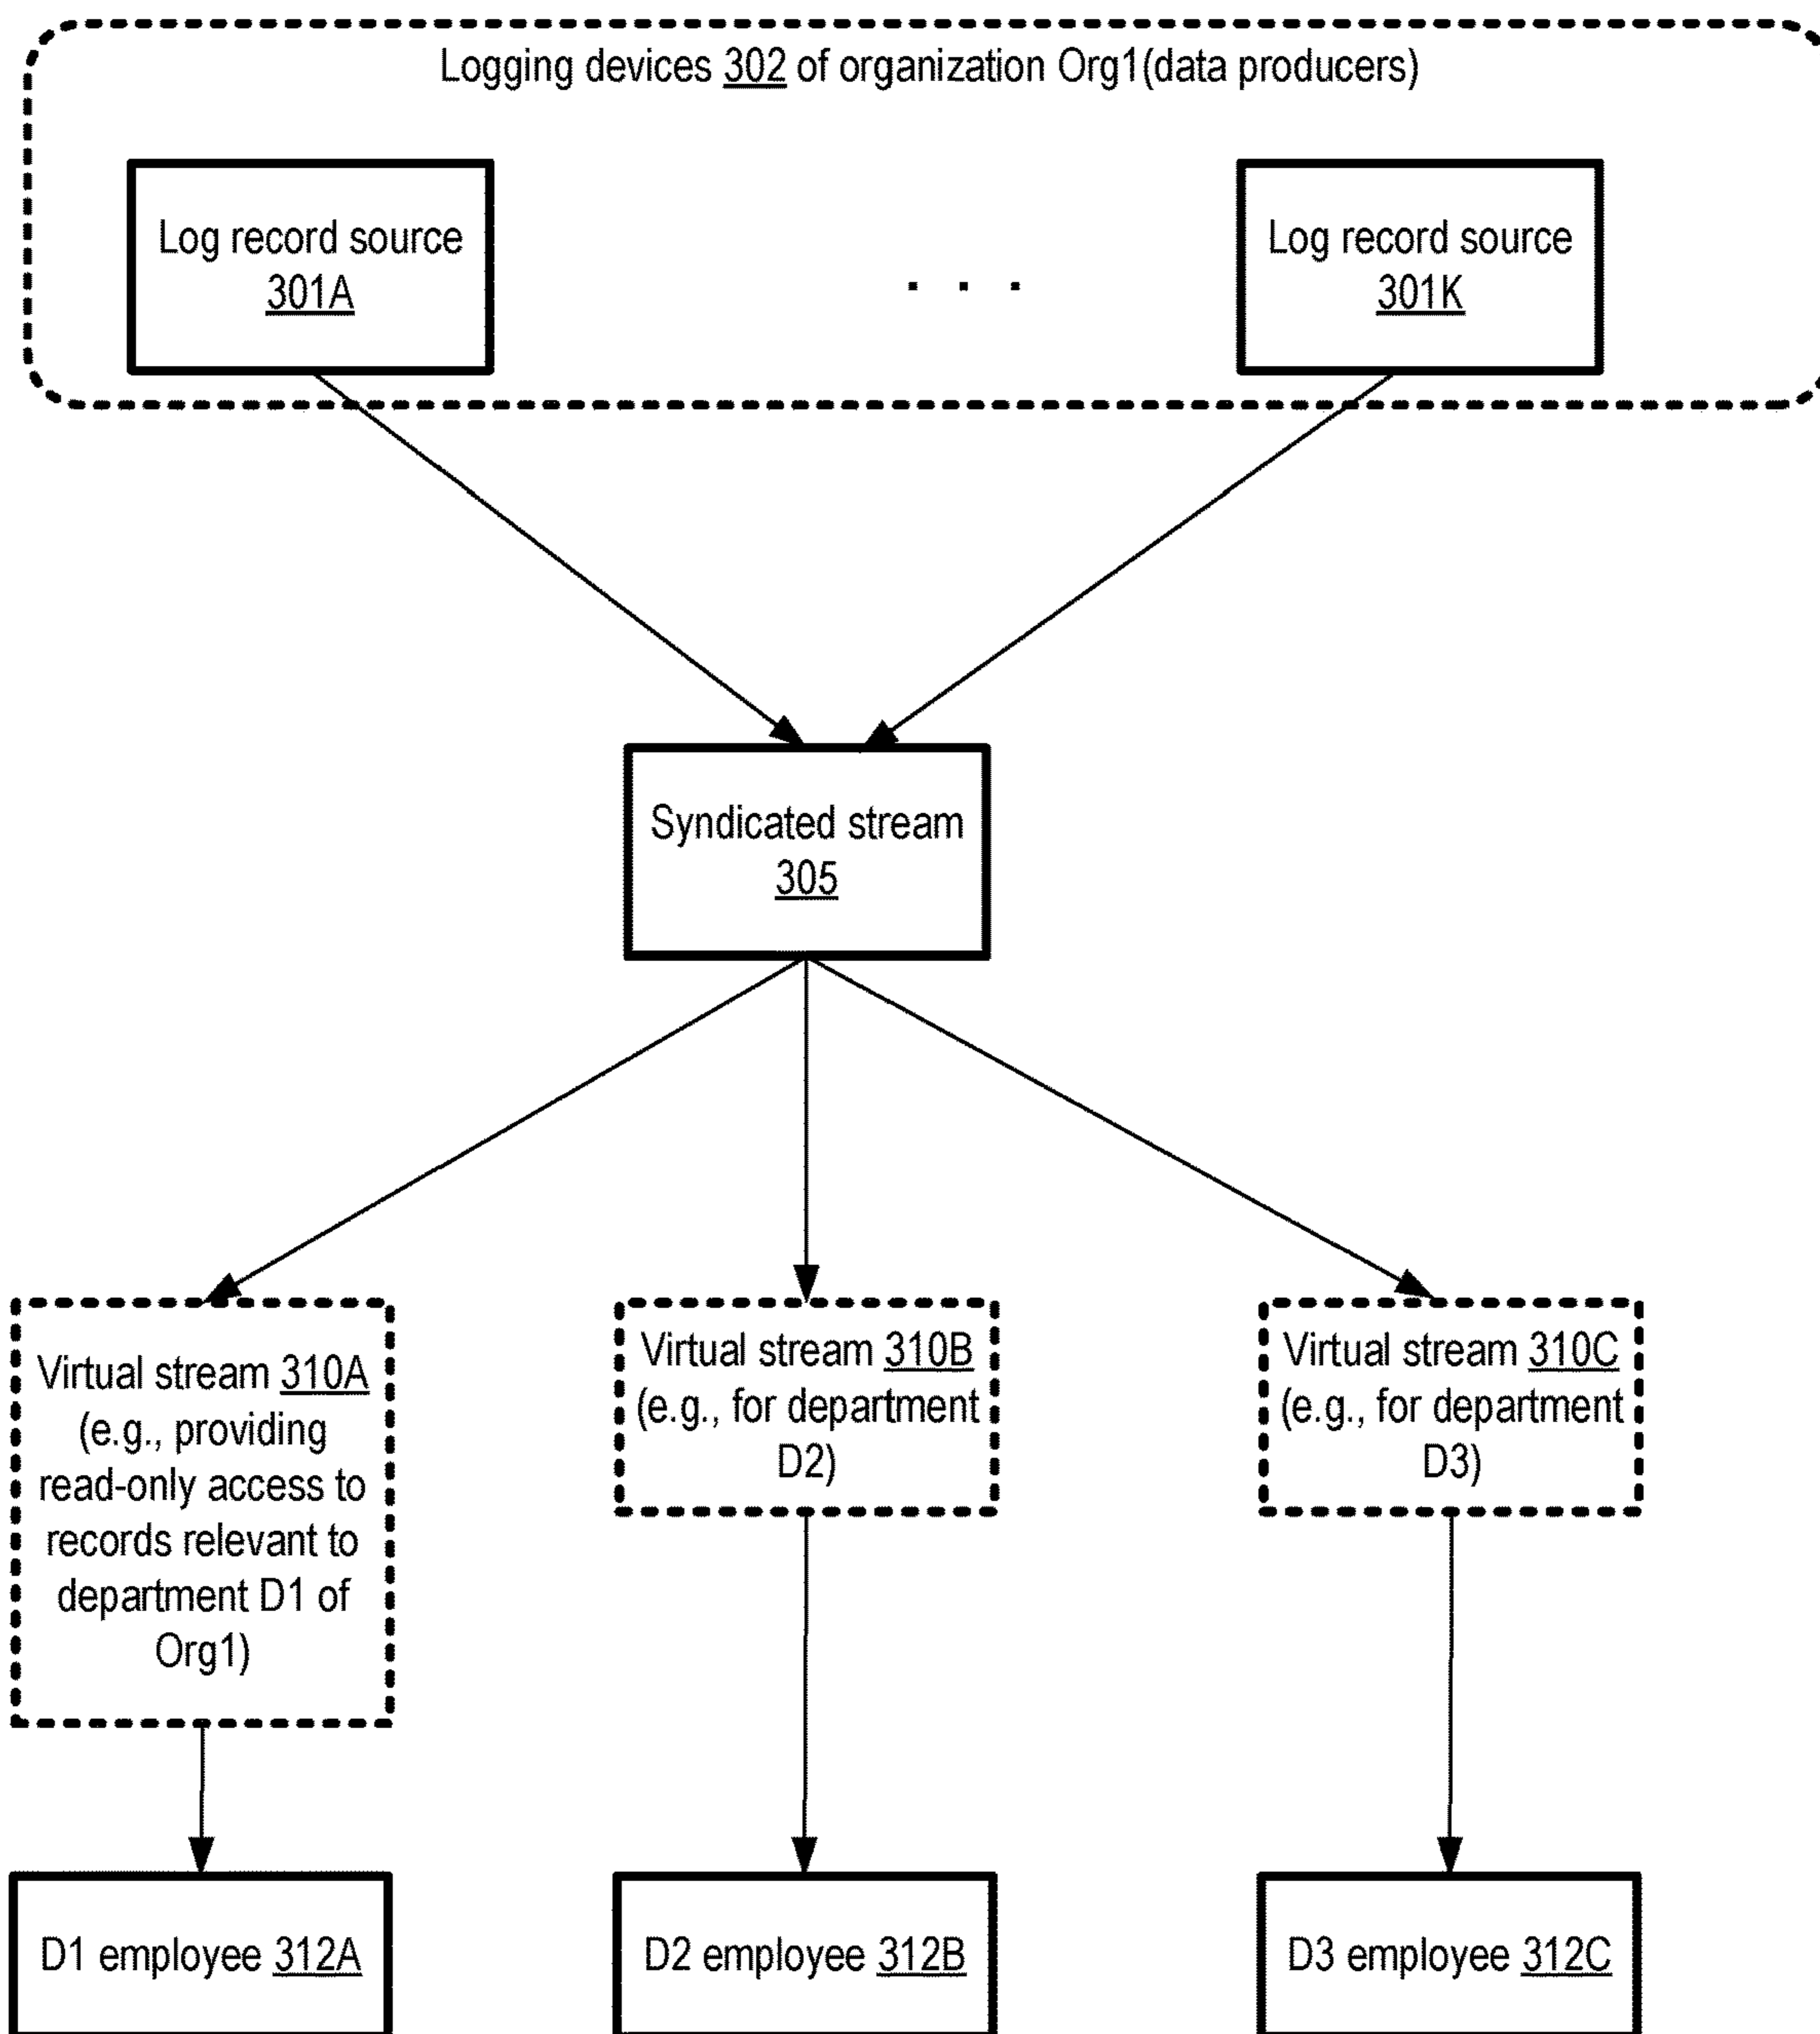 Logging devices 302 of organization Org1(data producers)
Log record source
301A
. . .
Log record source
301K
Syndicated stream
305
Virtual stream 310A
(e.g., providing
read-only access to
records relevant to
department D1 of
Org1)
Virtual stream 310B
(e.g., for department
D2)
Virtual stream 310C
(e.g., for department
D3)
D1 employee 312A
D2 employee 312B
D3 employee 312C